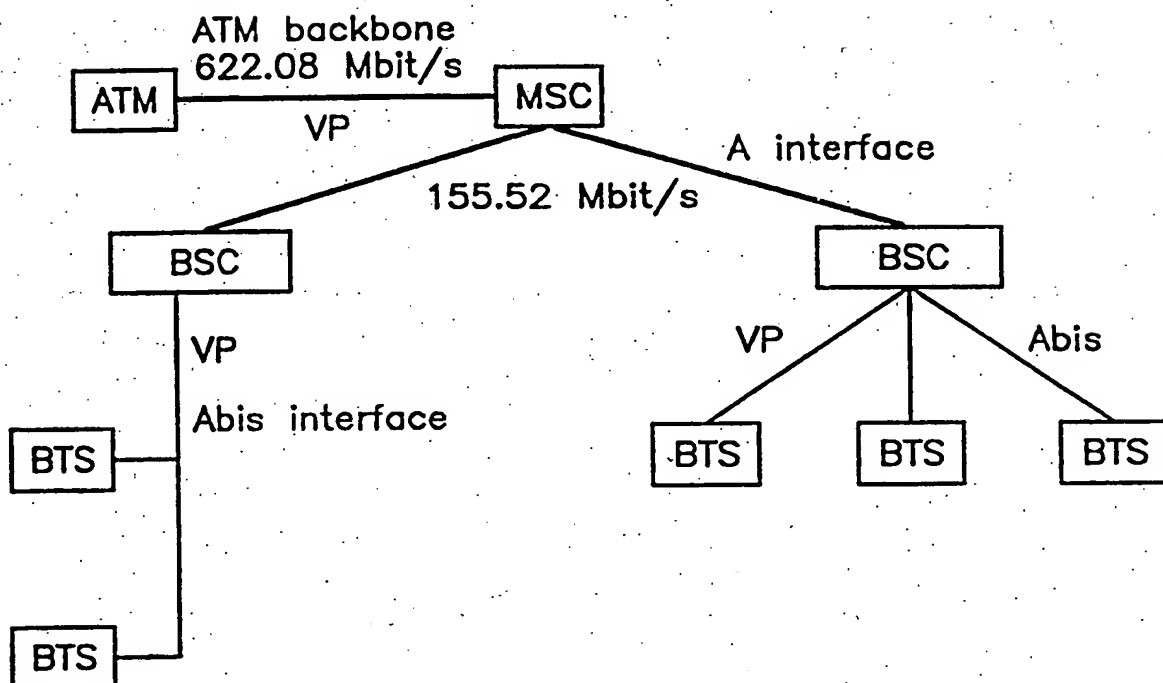 ATM backbone
622.08 Mbit/s
ATM
MSC
VP
A interface
155.52 Mbit/s
BSC
BSC
VP
VP
Abis
Abis interface
BTS
BTS
BTS
BTS
BTS